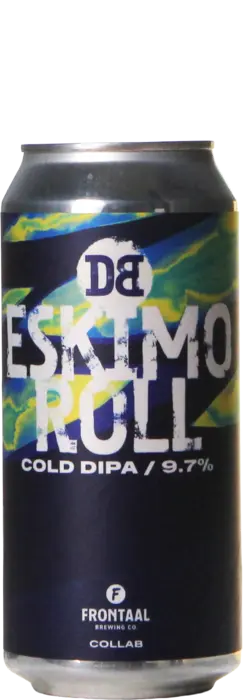 DB
ESKIMO
ROLL
COLD DIPA / 9.7%
F
FRONTAAL
BREWING CO.
COLLAB